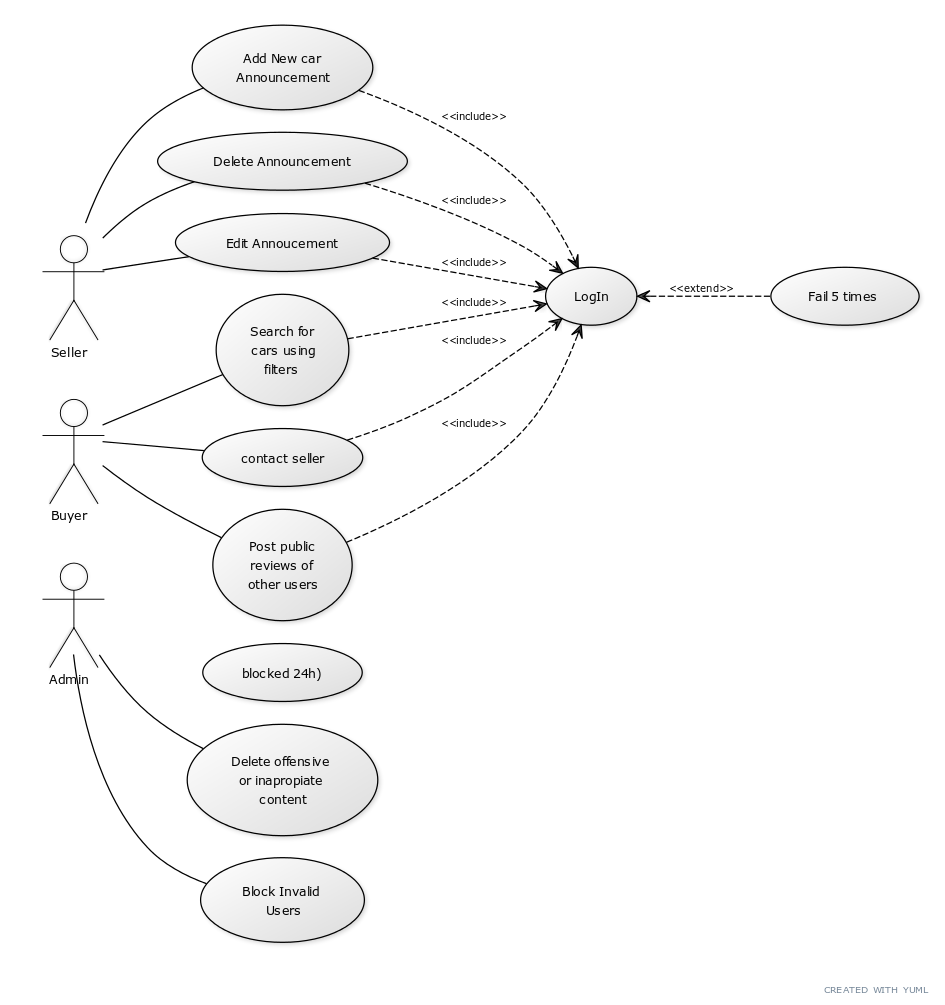 Add New car
Announcement
<<include>>
Delete Announcement
<<include>>
Edit Annoucement
<<include>>
Seller
LogIn
<<extend>>
Fail 5 times
Search for
cars using
filters
<<include>>
<<include>>
contact seller
<<include>>
Buyer
Post public
reviews of
other users
Admin
blocked 24h)
Delete offensive
or inapropiate
content
Block Invalid
Users
CREATED WITH YUML